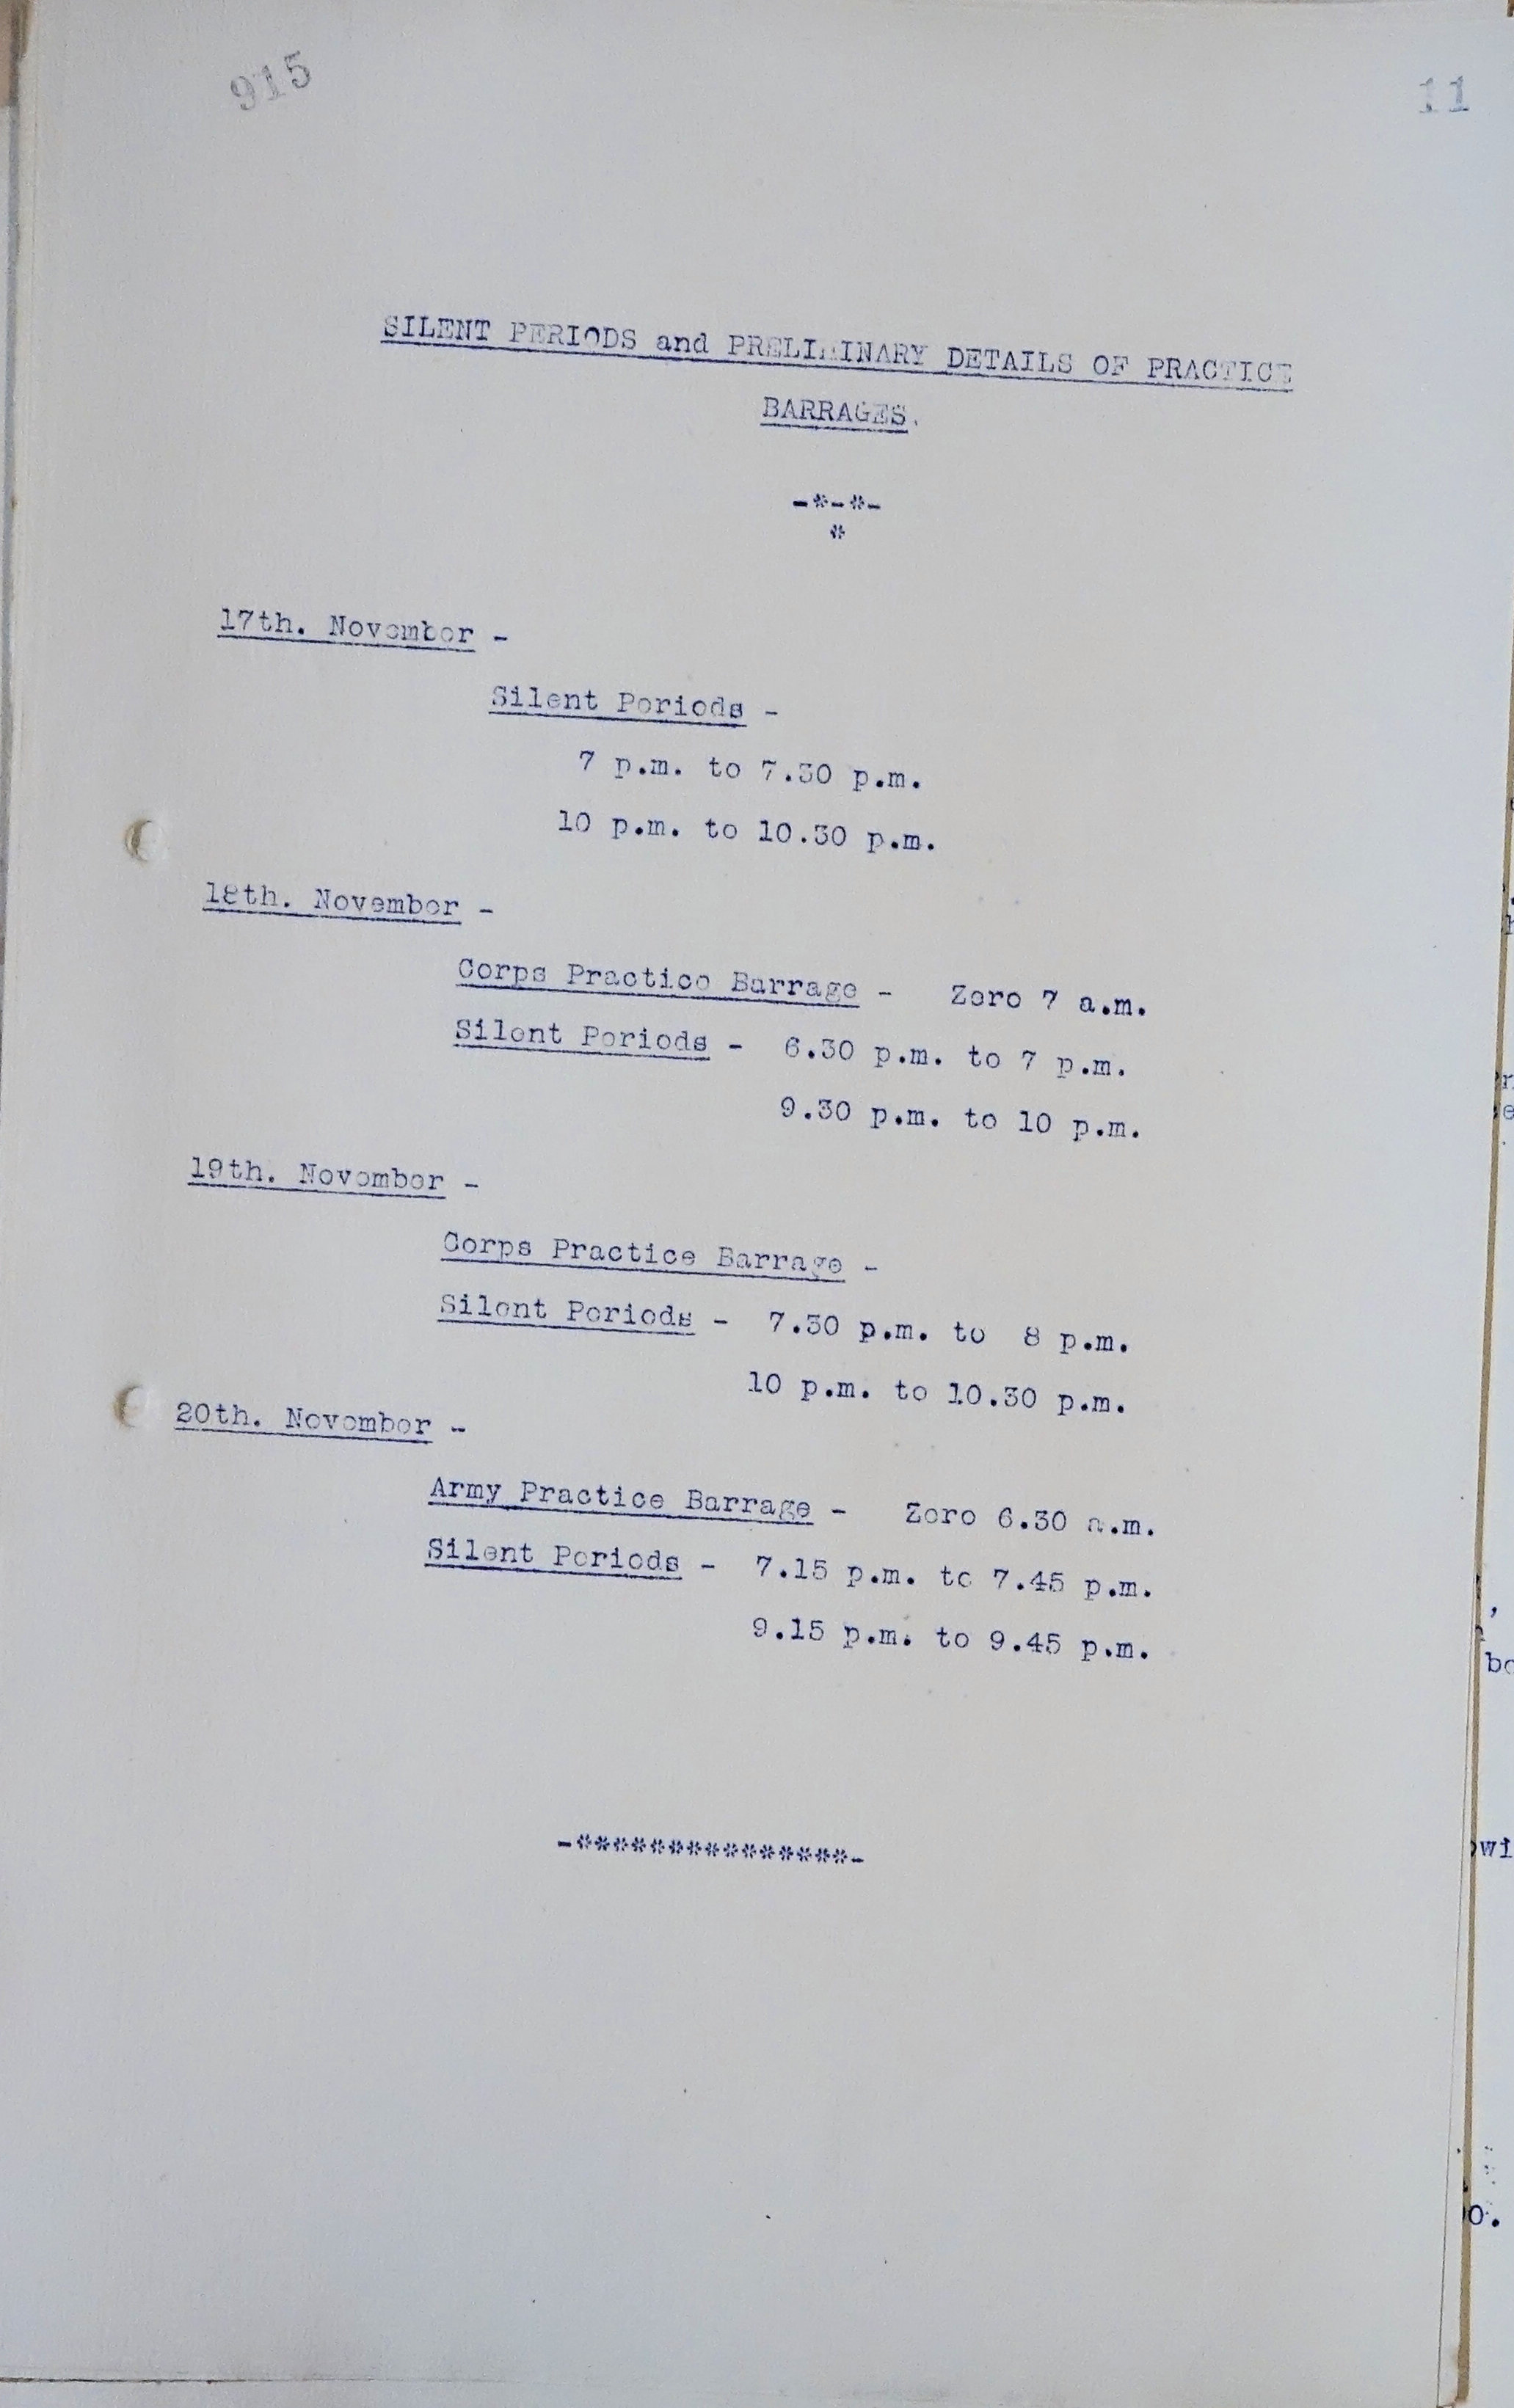 915
11
SILENT PERIODS and PRELIMINARY DETAILS OF PRACTICE
BARRAGES.
-*-*-
*
17th. November -
Silent Periods -
7 p.m. to 7.30 p.m.
10 p.m. to 10.30 p.m.
18th. November -
Corps Practice Barrage - Zero 7 a.m.
Silent Periods - 6.30 p.m. to 7 p.m.
9.30 p.m. to 10 p.m.
19th. November -
Corps Practice Barrage -
Silent Periods - 7.30 p.m. to 8 p.m.
10 p.m. to 10.30 p.m.
20th. November -
Army Practice Barrage - Zero 6.30 a.m.
Silent Periods - 7.15 p.m. to 7.45 p.m.
9.15 p.m. to 9.45 p.m.
-***************-